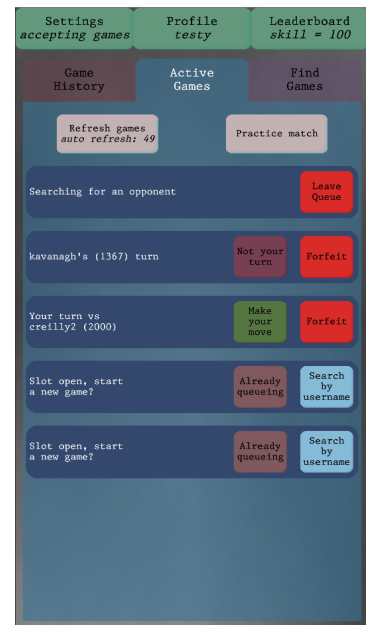 Settings
accepting games
Profile
testy
Leaderboard
skill = 100
Game
History
Active
Games
Find
Games
Refresh games
auto refresh: 49
Practice match
Searching for an opponent
Leave
Queue
kavanagh's (1367) turn
Not your
turn
Forfeit
Your turn vs
creilly2 (2000)
Make
your
move
Forfeit
Slot open, start
a new game?
Already
queueing
Search
by
username
Slot open, start
a new game?
Already
queueing
Search
by
username